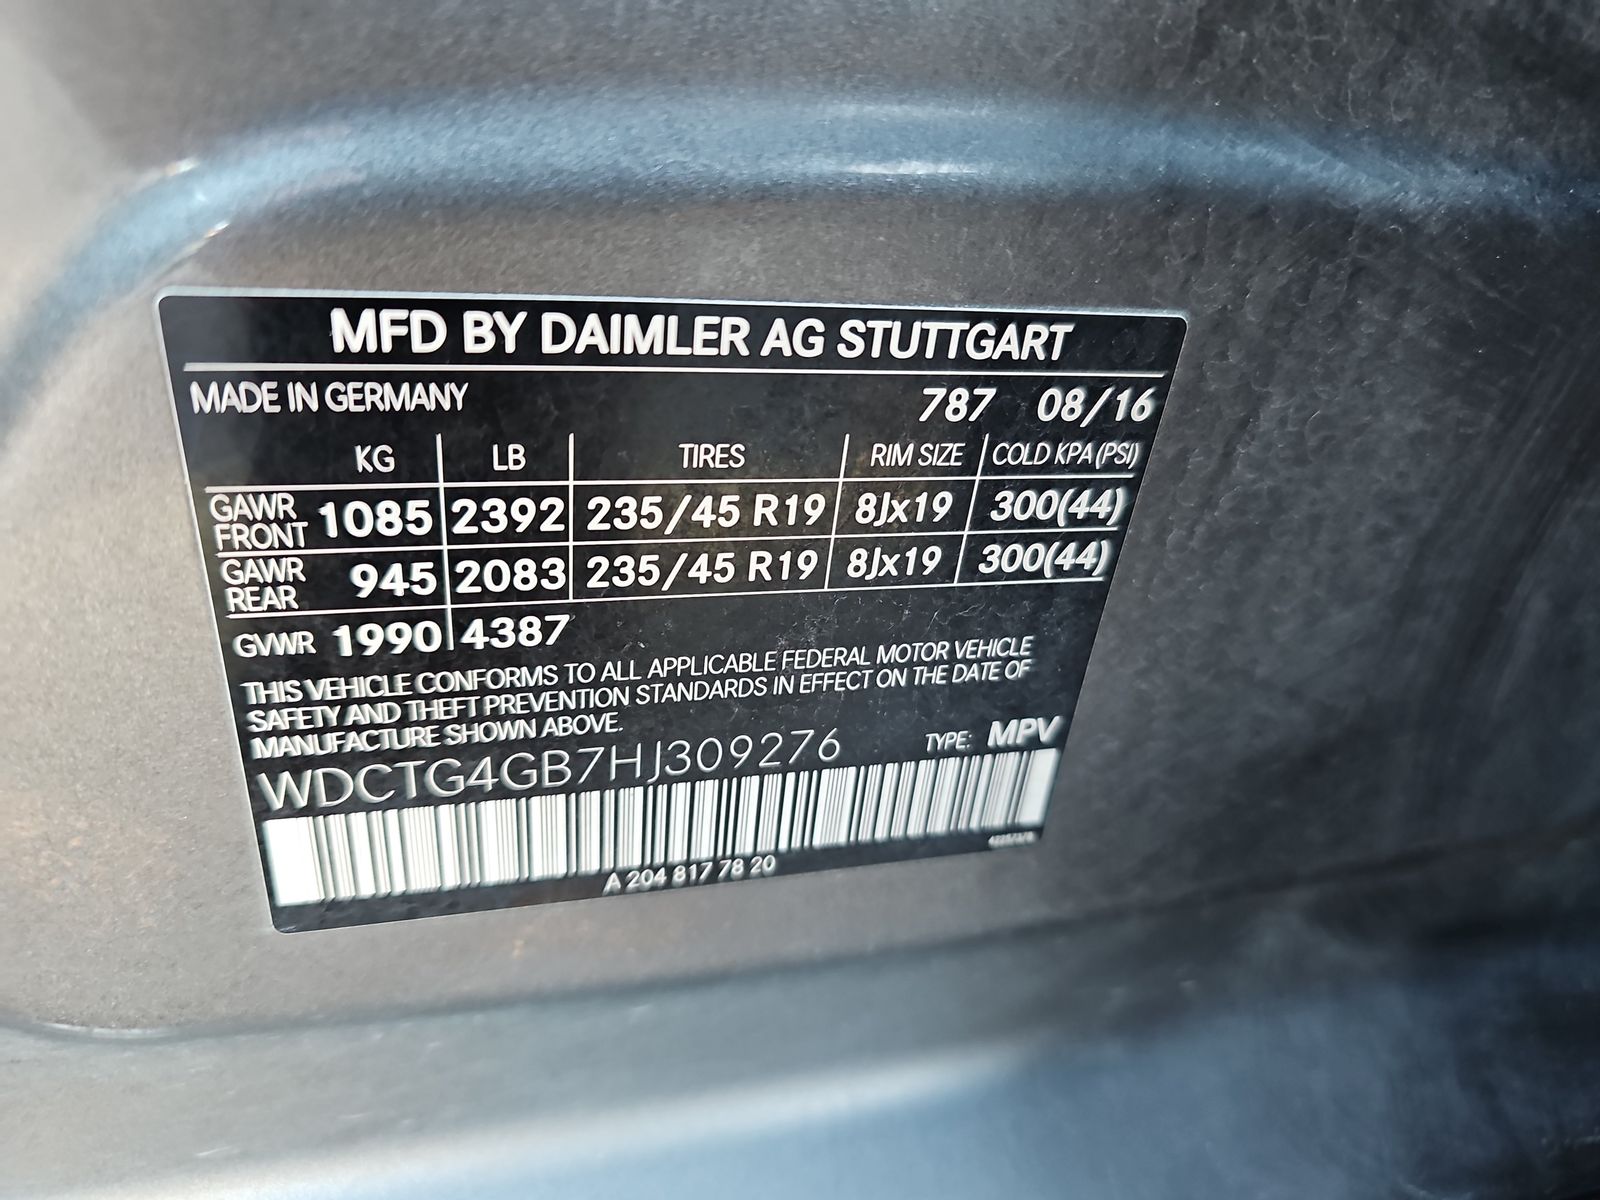 MFD BY DAIMLER AG STUTTGART
MADE IN GERMANY 787 08/16
KG LB TIRES RIM SIZE COLD KPA (PSI)
GAWR FRONT 1085 2392 235/45 R19 8Jx19 300(44)
GAWR REAR 945 2083 235/45 R19 8Jx19 300(44)
GVWR 1990 4387
THIS VEHICLE CONFORMS TO ALL APPLICABLE FEDERAL MOTOR VEHICLE
SAFETY AND THEFT PREVENTION STANDARDS IN EFFECT ON THE DATE OF
MANUFACTURE SHOWN ABOVE.
WDCTG4GB7HJ309276 TYPE: MPV
A 204 817 78 20